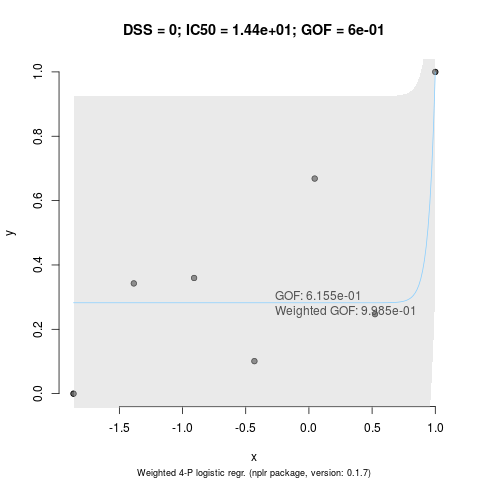 DSS = 0; IC50 = 1.44e+01; GOF = 6e-01
1.0
0.8
0.6
0.4
0.2
0.0
y
GOF: 6.155e-01
Weighted GOF: 9.985e-01
-1.5
-1.0
-0.5
0.0
0.5
1.0
x
Weighted 4-P logistic regr. (nplr package, version: 0.1.7)